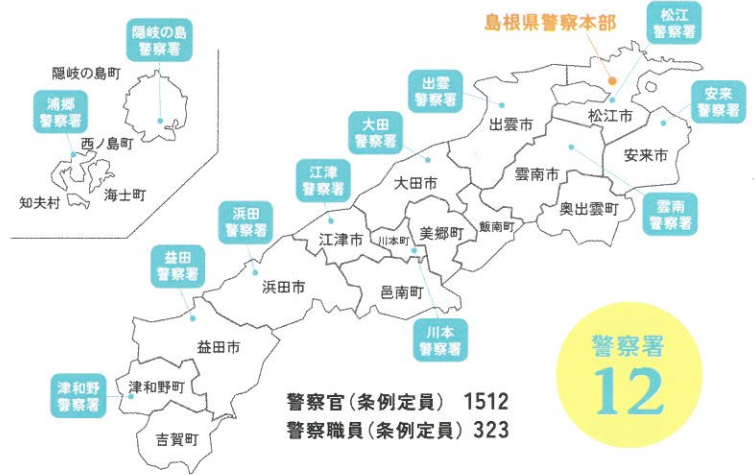 島根県警察本部
松江
警察署
隠岐の島
警察署
隠岐の島町
浦郷
警察署
西ノ島町
知夫村
海士町
出雲
警察署
安来
警察署
大田
警察署
出雲市
松江市
安来市
雲南市
大田市
江津
警察署
雲南
警察署
奥出雲町
飯南町
美郷町
川本町
江津市
浜田
警察署
浜田市
邑南町
益田
警察署
川本
警察署
益田市
津和野
警察署
津和野町
吉賀町
警察官(条例定員) 1512
警察職員(条例定員) 323
警察署
12